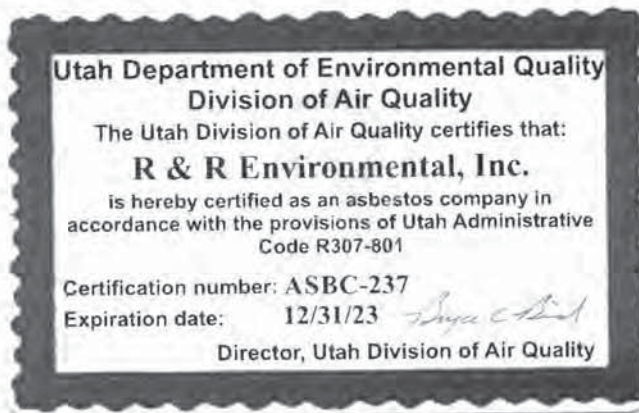 Utah Department of Environmental Quality
Division of Air Quality
The Utah Division of Air Quality certifies that:
R & R Environmental, Inc.
is hereby certified as an asbestos company in
accordance with the provisions of Utah Administrative
Code R307-801
Certification number: ASBC-237
Expiration date: 12/31/23 Bryce C Bird
Director, Utah Division of Air Quality